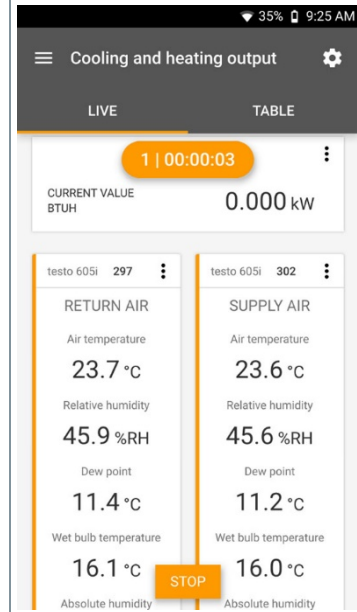 35% 9:25 AM
Cooling and heating output
LIVE TABLE
1 | 00:00:03
CURRENT VALUE
BTUH
0.000 kW
testo 605i 297
RETURN AIR
Air temperature
23.7 °C
Relative humidity
45.9 %RH
Dew point
11.4 °C
Wet bulb temperature
16.1 °C
Absolute humidity
testo 605i 302
SUPPLY AIR
Air temperature
23.6 °C
Relative humidity
45.6 %RH
Dew point
11.2 °C
Wet bulb temperature
16.0 °C
Absolute humidity
STOP